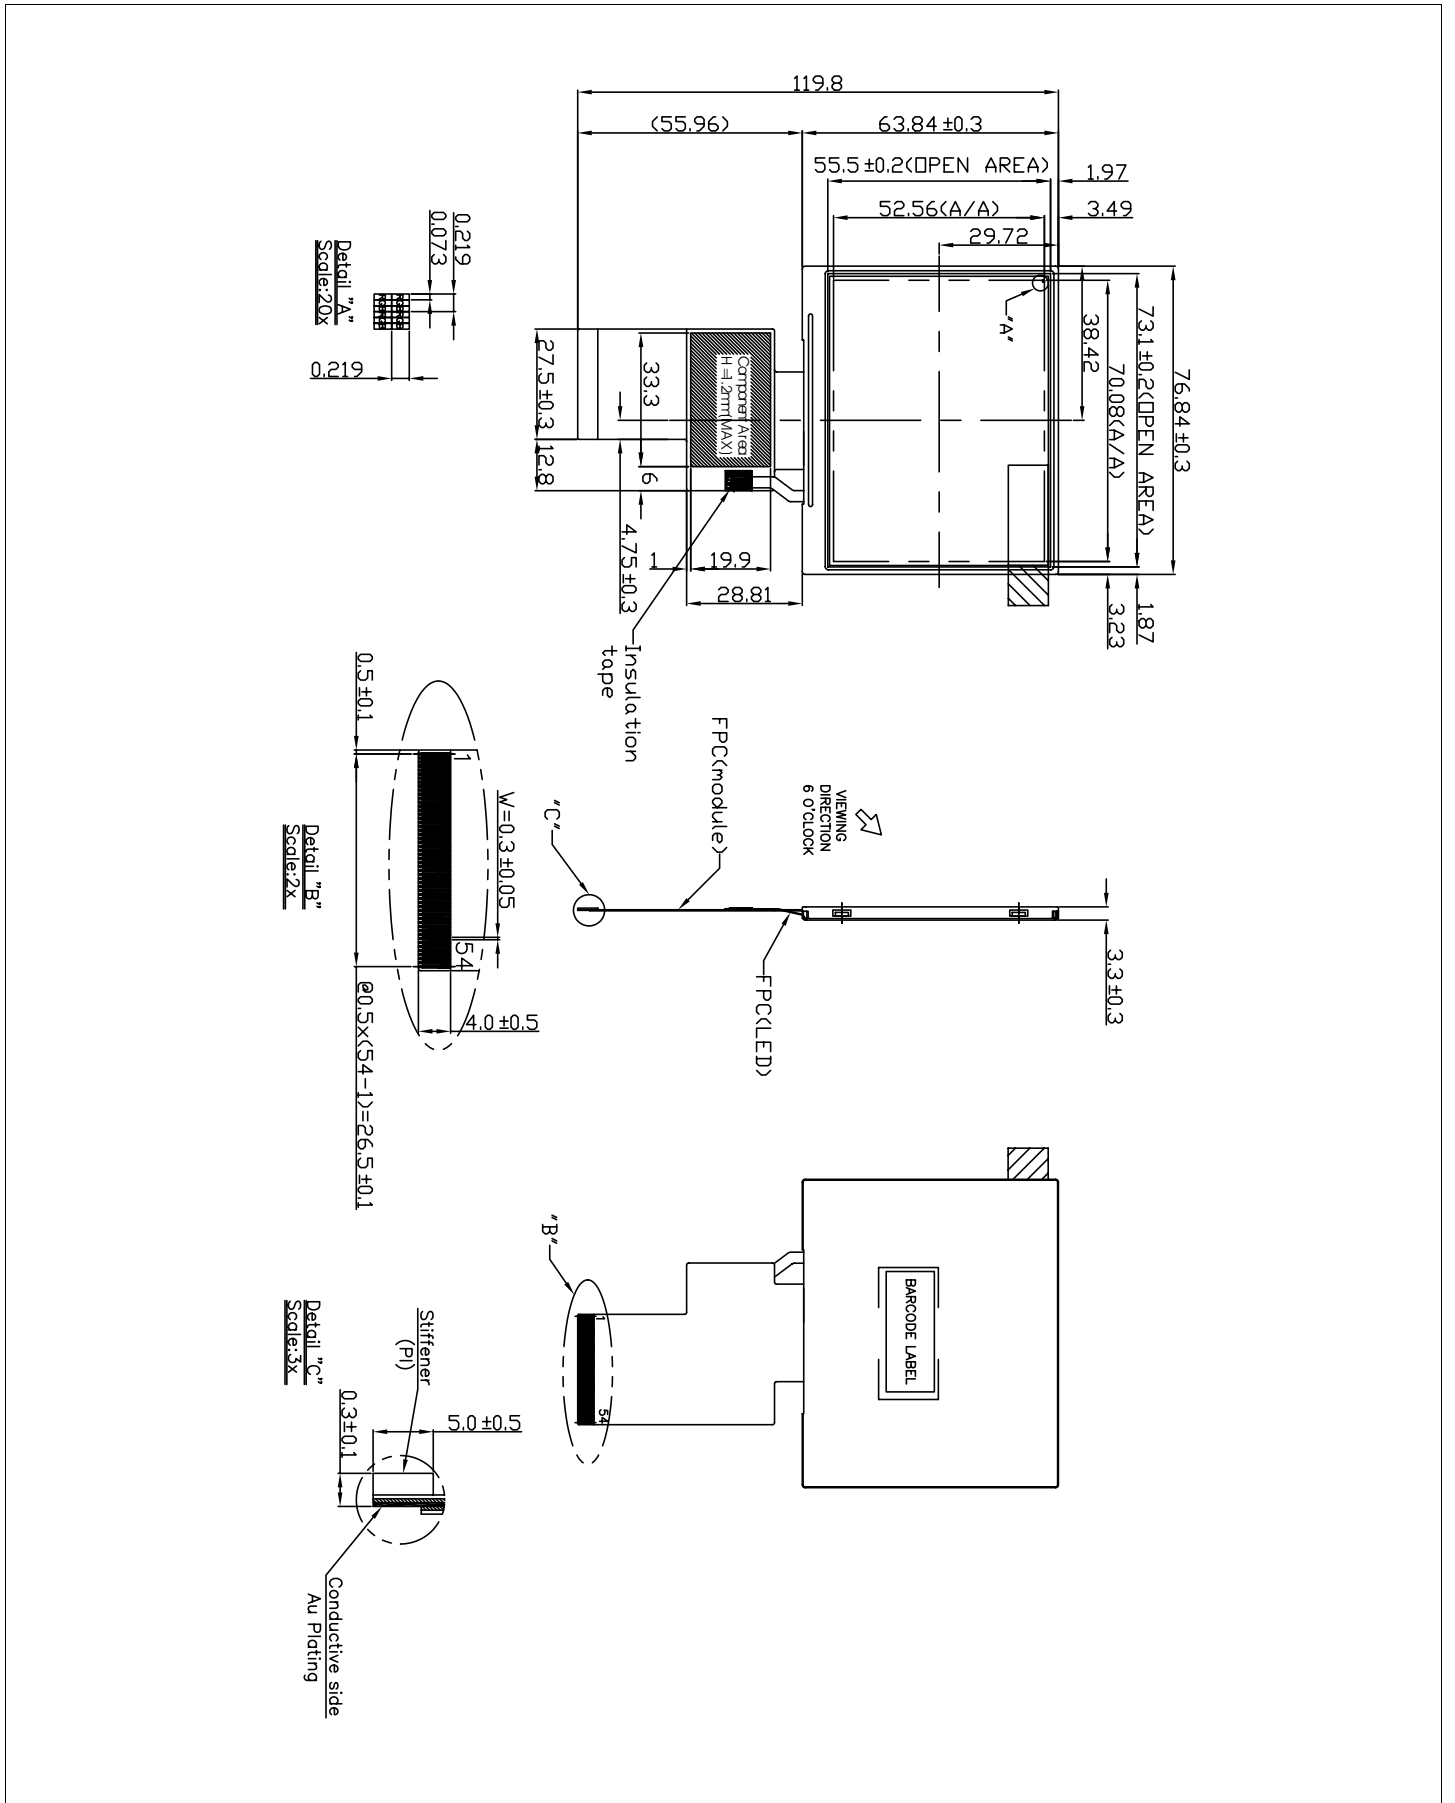 119.8
(55.96)
63.84 ±0.3
55.5 ±0.2(OPEN AREA)
1.97
52.56(A/A)
3.49
29.72
"A"
38.42
70.08(A/A)
73.1 ±0.2(OPEN AREA)
76.84 ±0.3
1.87
3.23
Component Area
H =1.2mm(MAX)
33.3
6
27.5 ±0.3
12.8
4.75 ±0.3
1
19.9
28.81
Insulation
tape
0.219
0.073
RGBRGB
RGBRGB
0.219
Detail "A"
Scale:20x
0.5 ±0.1
1
54
W=0.3 ±0.05
4.0 ±0.5
@0.5x(54-1)=26.5 ±0.1
Detail "B"
Scale:2x
FPC(module)
"C"
VIEWING
DIRECTION
6 O'CLOCK
FPC(LED)
3.3 ±0.3
"B"
1
54
BARCODE LABEL
Stiffener
(PI)
5.0 ±0.5
0.3±0.1
Conductive side
Au Plating
Detail "C"
Scale:3x